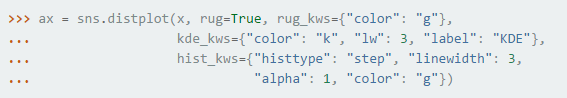 >>> ax = sns.distplot(x, rug=True, rug_kws={"color": "g"},
...                   kde_kws={"color": "k", "lw": 3, "label": "KDE"},
...                   hist_kws={"histtype": "step", "linewidth": 3,
...                             "alpha": 1, "color": "g"})